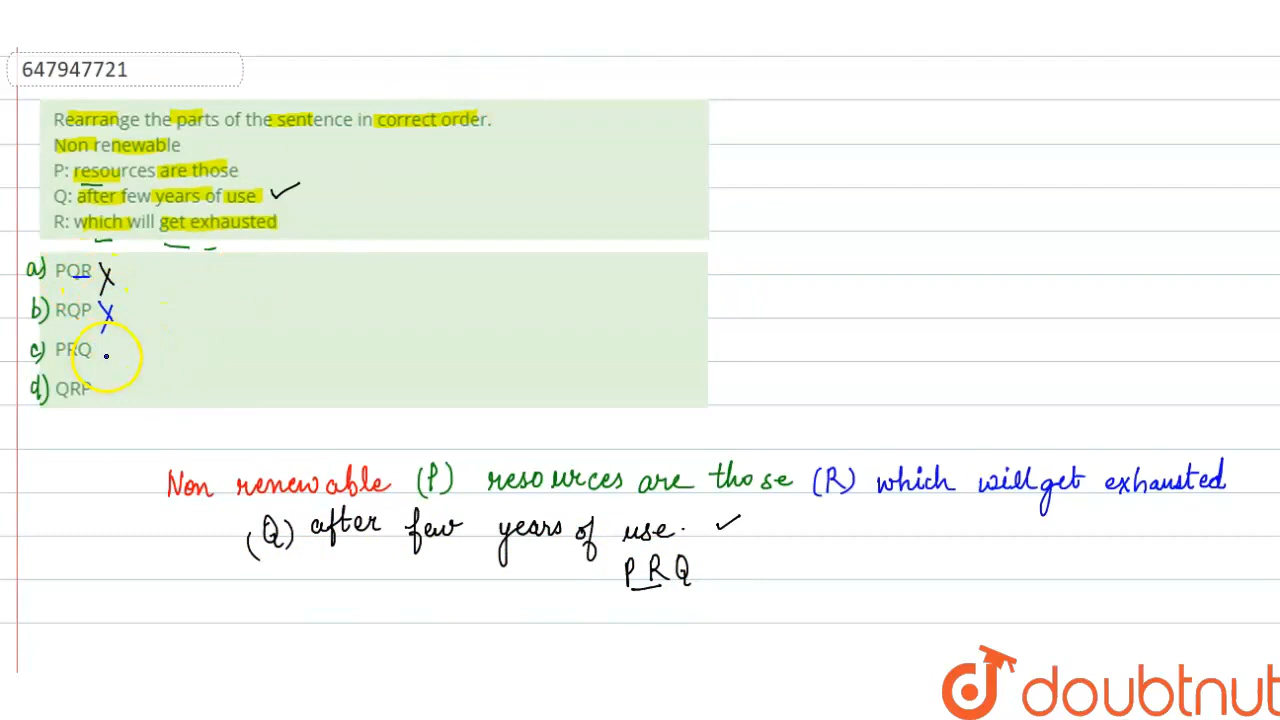 647947721
Rearrange the parts of the sentence in correct order.
Non renewable
P: resources are those
Q: after few years of use
R: which will get exhausted
a) PQR X
b) RQP X
c) PRQ
d) QRP
Non renewable (P) resources are those (R) which will get exhausted
(Q) after few years of use.
PRQ
doubtnut